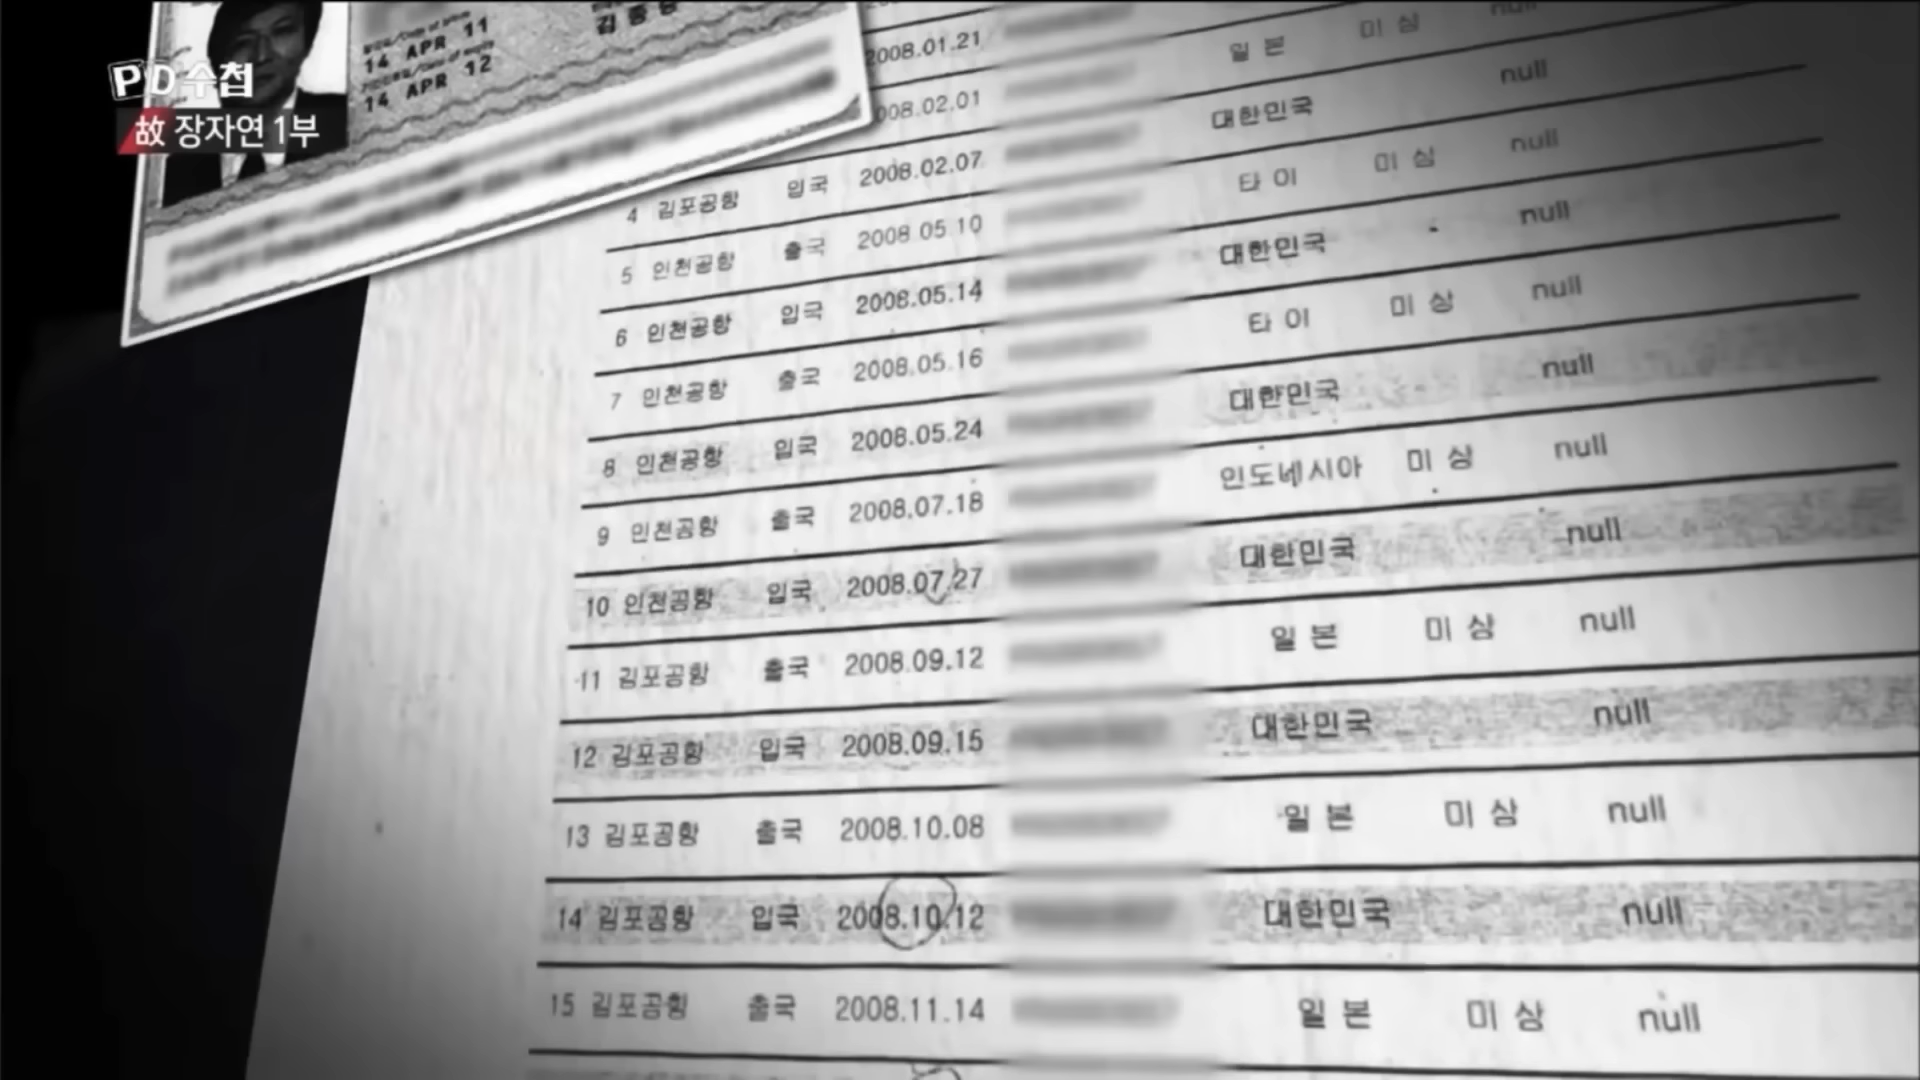 PD수첩
故 장자연 1부
14 APR 11
14 APR 12
2008.01.21 일본 미상 null
2008.02.01 대한민국 null
4 김포공항 입국 2008.02.07 타이 미상 null
5 인천공항 출국 2008 05 10 대한민국 null
6 인천공항 입국 2008.05.14 타이 미상 null
7 인천공항 출국 2008.05.16 대한민국 null
8 인천공항 입국 2008.05.24 인도네시아 미상 null
9 인천공항 출국 2008.07.18 대한민국 null
10 인천공항 입국 2008.07.27 일본 미상 null
11 김포공항 출국 2008.09.12 대한민국 null
12 김포공항 입국 2008.09.15 일본 미상 null
13 김포공항 출국 2008.10.08 대한민국 null
14 김포공항 입국 2008.10.12 일본 미상 null
15 김포공항 출국 2008.11.14